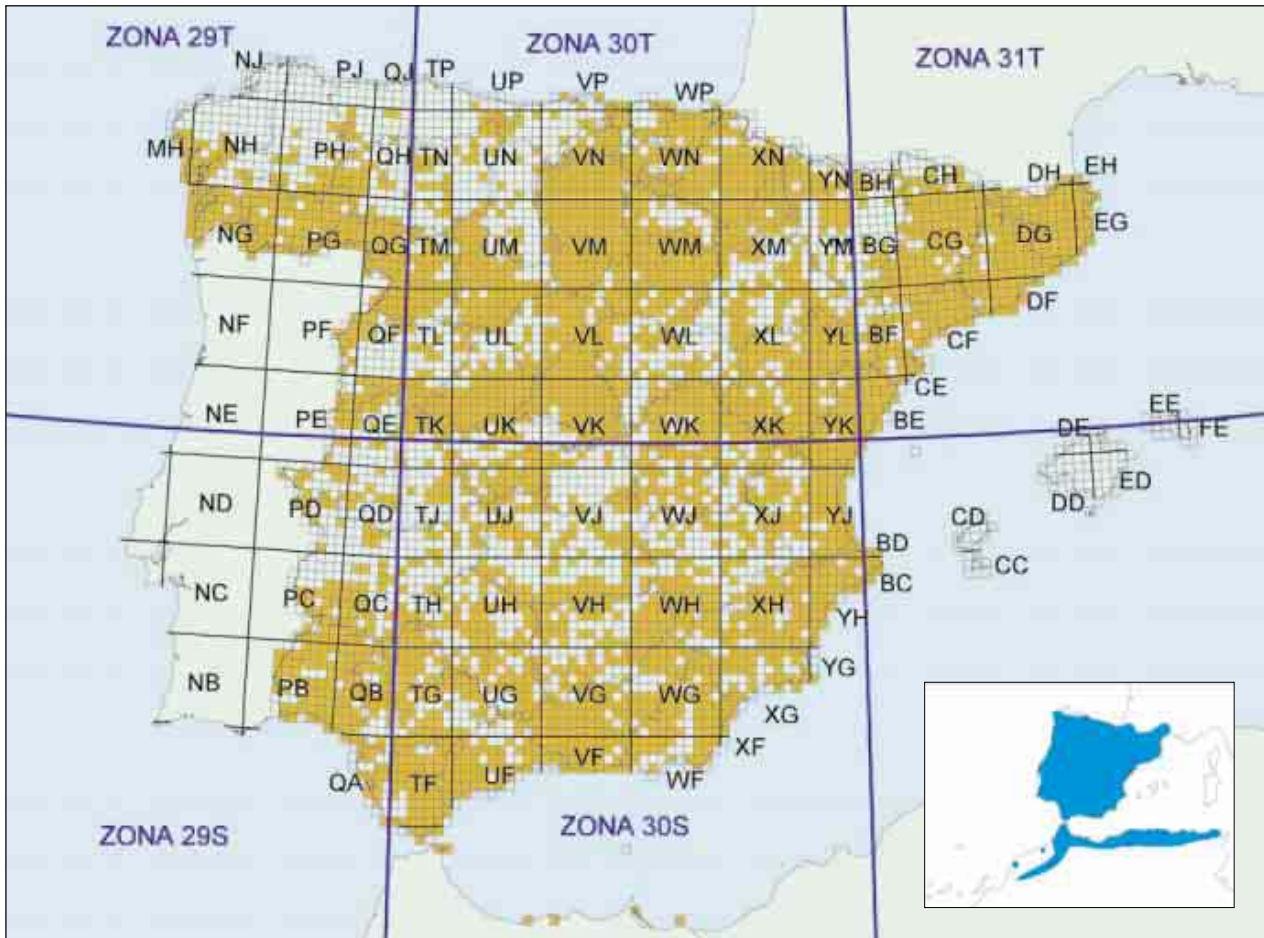 ZONA 29T
ZONA 30T
ZONA 31T
NJ
PJ
QJ
TP
UP
VP
WP
MH
NH
PH
QH
TN
UN
VN
WN
XN
YN
BH
CH
DH
EH
NG
PG
QG
TM
UM
VM
WM
XM
YM
BG
CG
DG
EG
NF
PF
QF
TL
UL
VL
WL
XL
YL
BF
CF
DF
NE
PE
QE
TK
UK
VK
WK
XK
YK
BE
CE
DE
EE
FE
ND
PD
QD
TJ
UJ
VJ
WJ
XJ
YJ
BD
CD
DD
ED
NC
PC
QC
TH
UH
VH
WH
XH
YH
BC
CC
NB
PB
QB
TG
UG
VG
WG
XG
YG
QA
TF
UF
VF
WF
XF
ZONA 29S
ZONA 30S